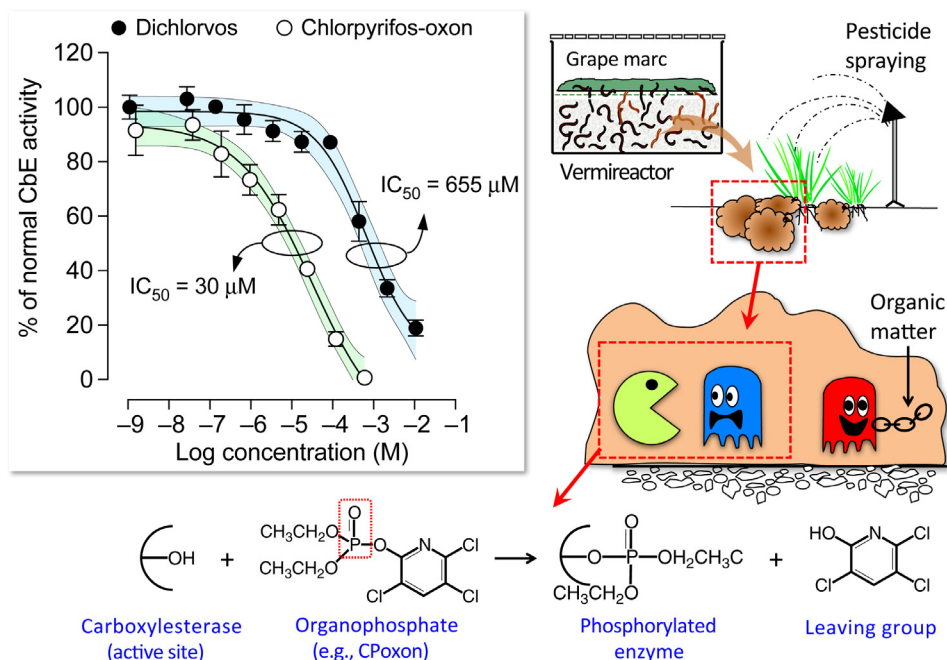 Dichlorvos
Chlorpyrifos-oxon
% of normal CbE activity
120
100
80
60
40
20
0
IC50 = 655 μM
IC50 = 30 μM
–9 –8 –7 –6 –5 –4 –3 –2 –1
Log concentration (M)
Grape marc
Vermireactor
Pesticide
spraying
Organic
matter
OH
+
CH3CH2O
CH3CH2O
O
P
O
N
Cl
Cl
Cl
O
O
P
OH2CH3C
CH3CH2O
+
HO
N
Cl
Cl
Cl
Carboxylesterase
(active site)
Organophosphate
(e.g., CPoxon)
Phosphorylated
enzyme
Leaving group